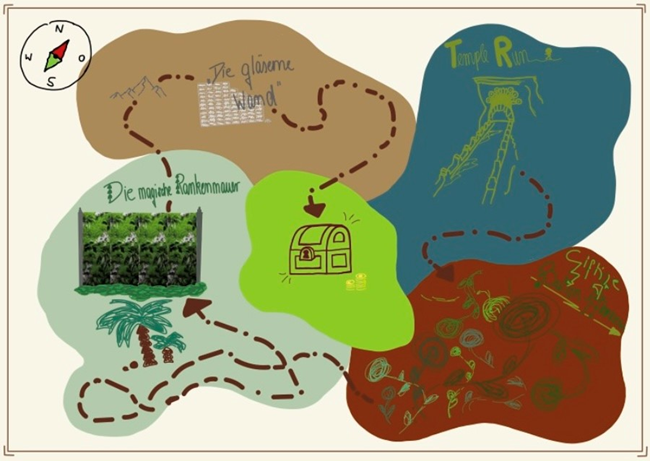 N
W O
S
„Die gläserne
Wand"
Temple Run
Die magische Rankenmauer